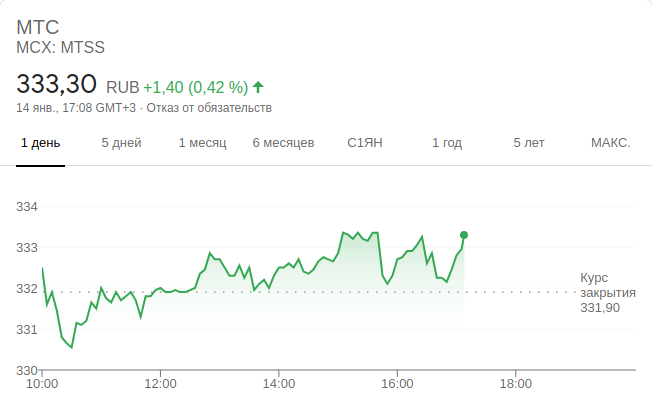 МТС
MCX: MTSS
333,30 RUB +1,40 (0,42 %)
14 янв., 17:08 GMT+3 · Отказ от обязательств
1 день 5 дней 1 месяц 6 месяцев С1ЯН 1 год 5 лет МАКС.
334
333
332
331
330
Курс
закрытия
331,90
10:00 12:00 14:00 16:00 18:00